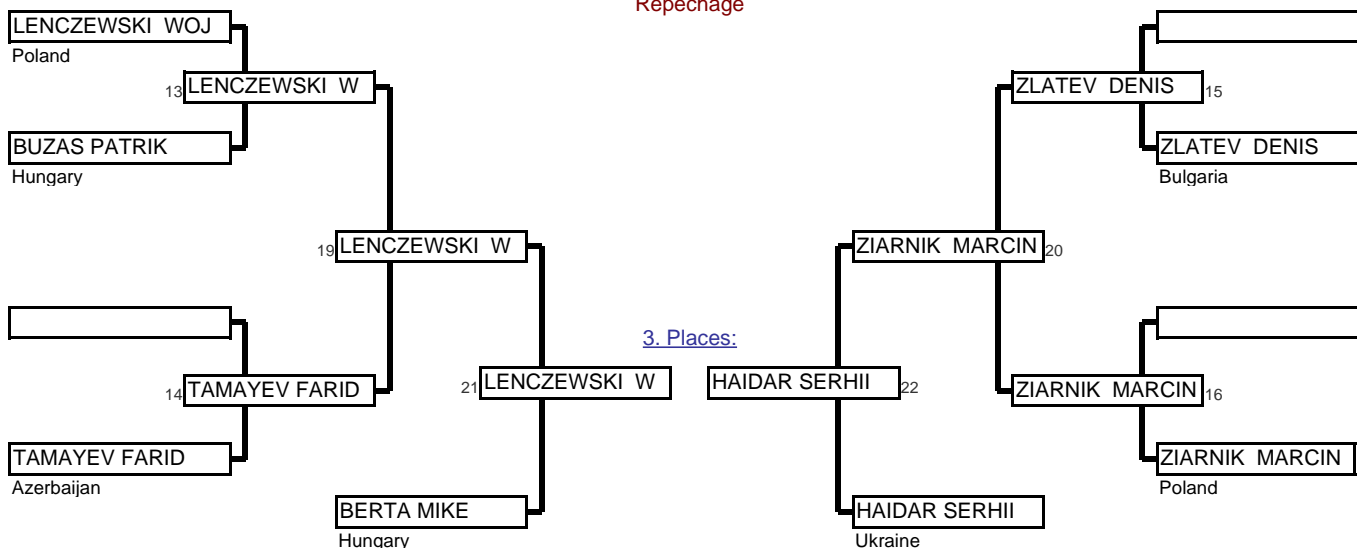 Repechage
LENCZEWSKI WOJ
Poland
13 LENCZEWSKI W
BUZAS PATRIK
Hungary
19 LENCZEWSKI W
14 TAMAYEV FARID
TAMAYEV FARID
Azerbaijan
3. Places:
21 LENCZEWSKI W
BERTA MIKE
Hungary
ZLATEV DENIS 15
ZLATEV DENIS
Bulgaria
ZIARNIK MARCIN 20
HAIDAR SERHII 22
ZIARNIK MARCIN 16
ZIARNIK MARCIN
Poland
HAIDAR SERHII
Ukraine